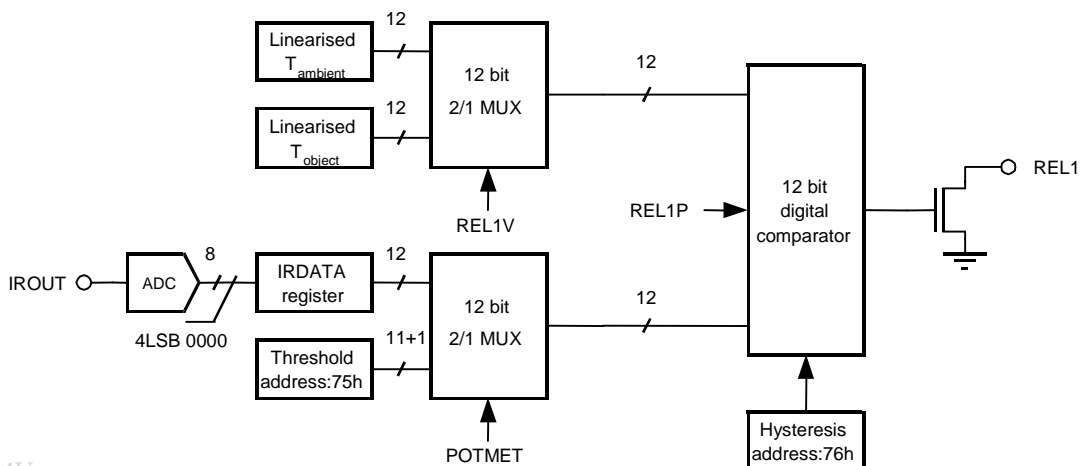 12
Linearised
T ambient
12
Linearised
T object
12 bit
2/1 MUX
12
REL1V
REL1P
12 bit
digital
comparator
REL1
IROUT
ADC
8
4LSB 0000
IRDATA
register
12
11+1
Threshold
address:75h
12 bit
2/1 MUX
12
POTMET
Hysteresis
address:76h